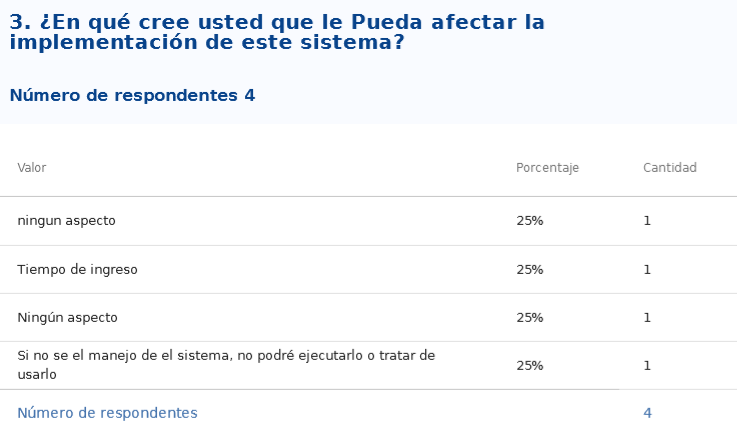 3. ¿En qué cree usted que le Pueda afectar la
implementación de este sistema?
Número de respondentes 4
Valor Porcentaje Cantidad
ningun aspecto 25% 1
Tiempo de ingreso 25% 1
Ningún aspecto 25% 1
Si no se el manejo de el sistema, no podré ejecutarlo o tratar de
usarlo 25% 1
Número de respondentes 4